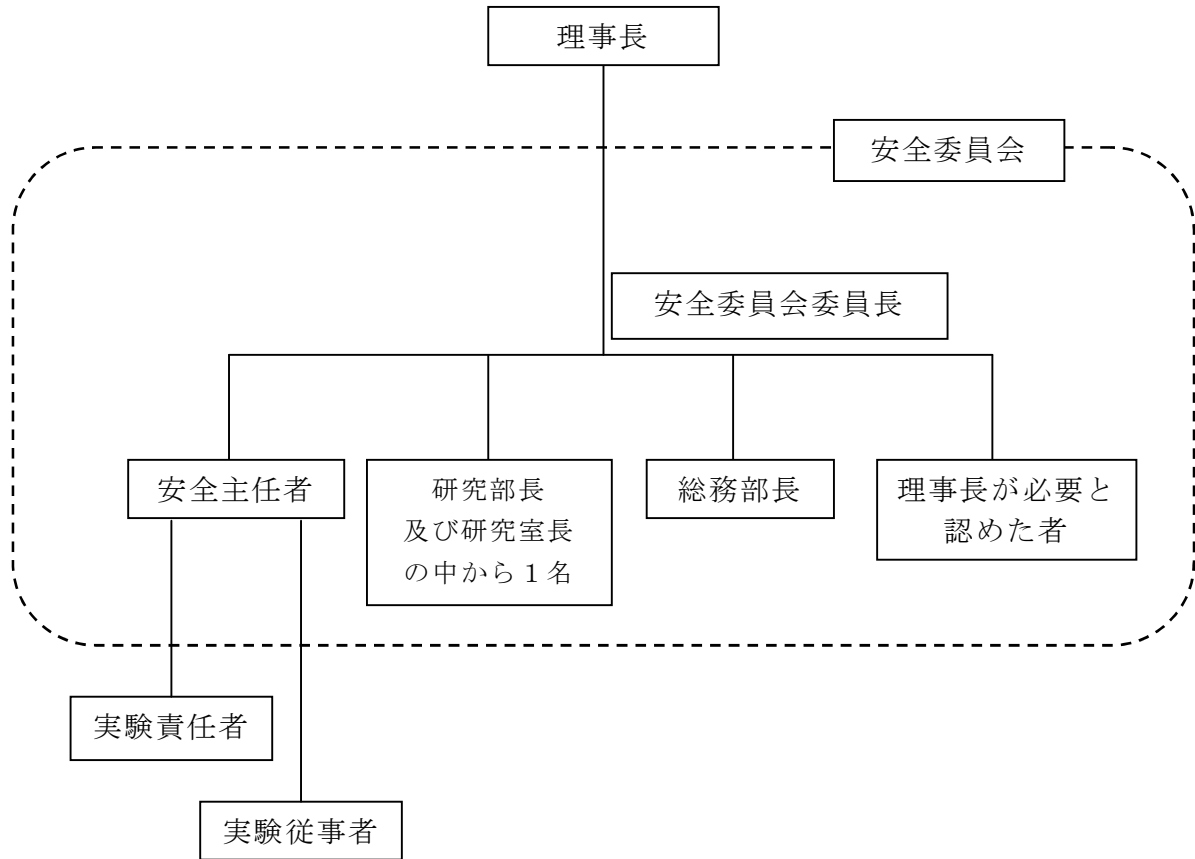 理事長
安全委員会
安全委員会委員長
安全主任者
研究部長
及び研究室長
の中から１名
総務部長
理事長が必要と
認めた者
実験責任者
実験従事者